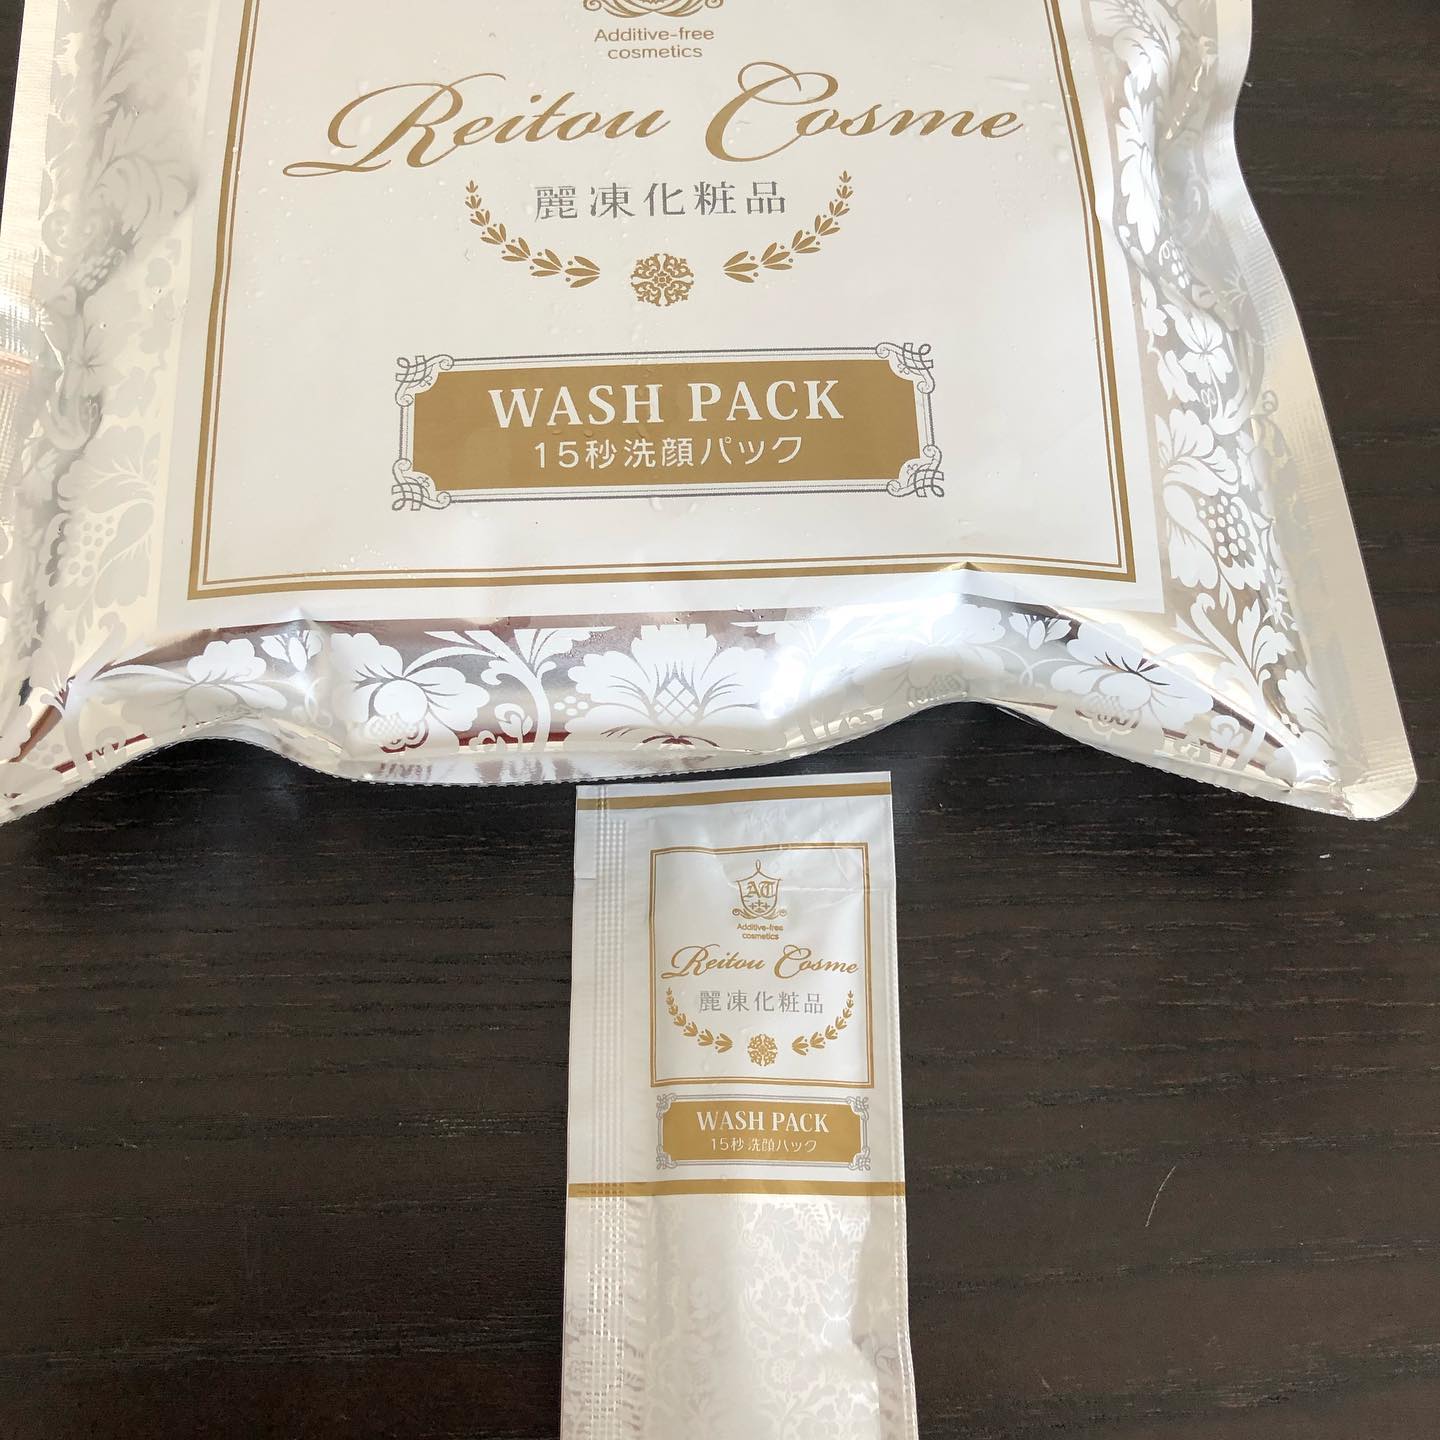 Additive-free
cosmetics
Reitou Cosme
麗凍化粧品
WASH PACK
15秒洗顔パック
AT
Additive-free
cosmetics
Reitou Cosme
麗凍化粧品
WASH PACK
15秒洗顔パック